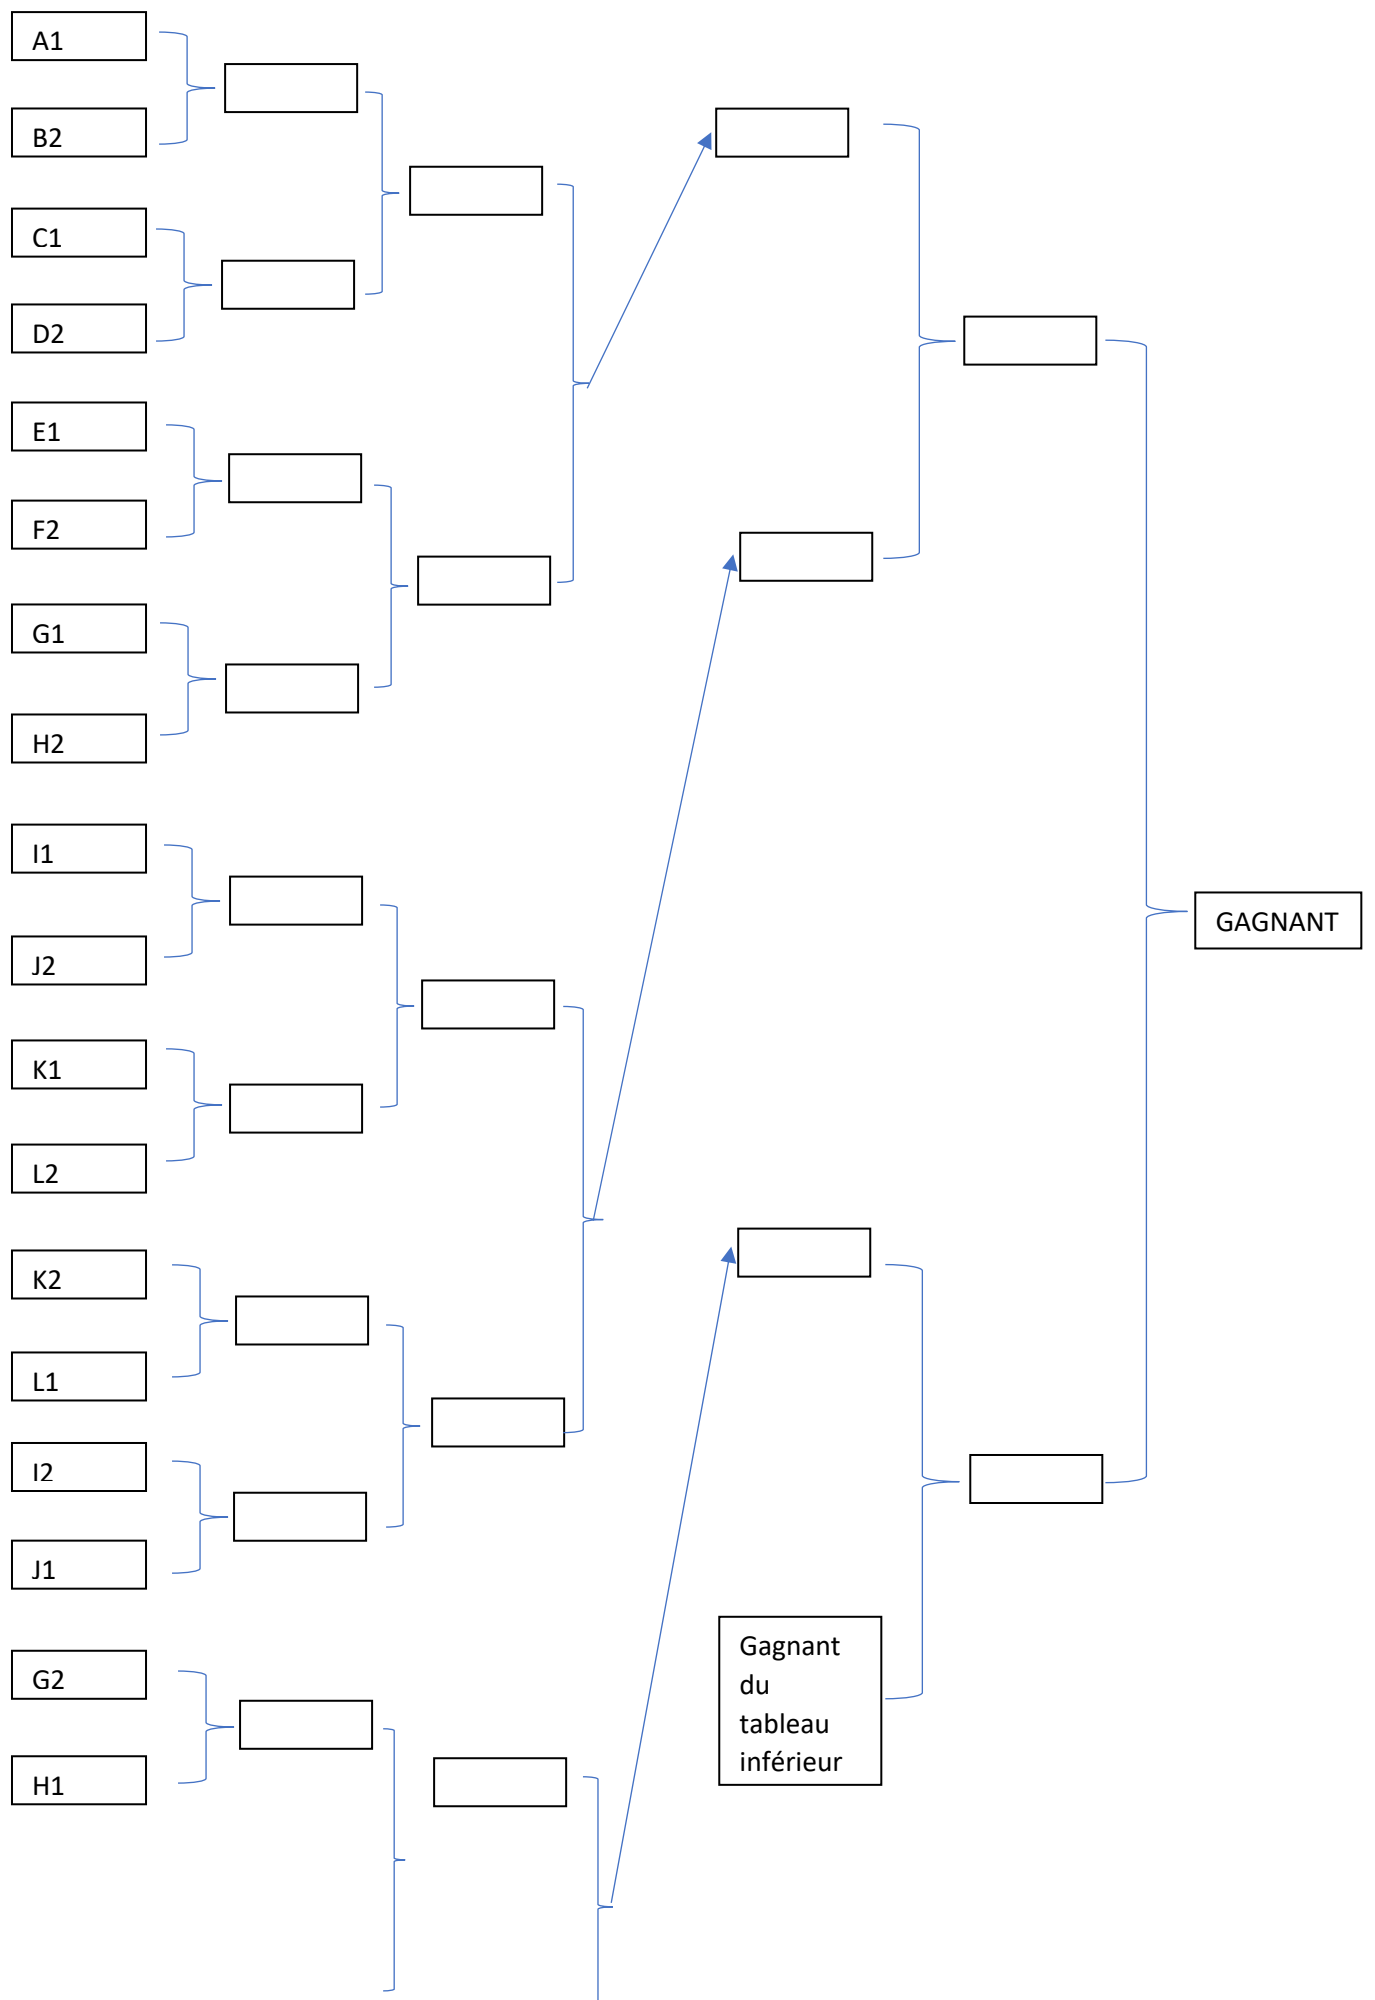 A1
B2
C1
D2
E1
F2
G1
H2
I1
J2
K1
L2
K2
L1
I2
J1
G2
H1
GAGNANT
Gagnant
du
tableau
inférieur